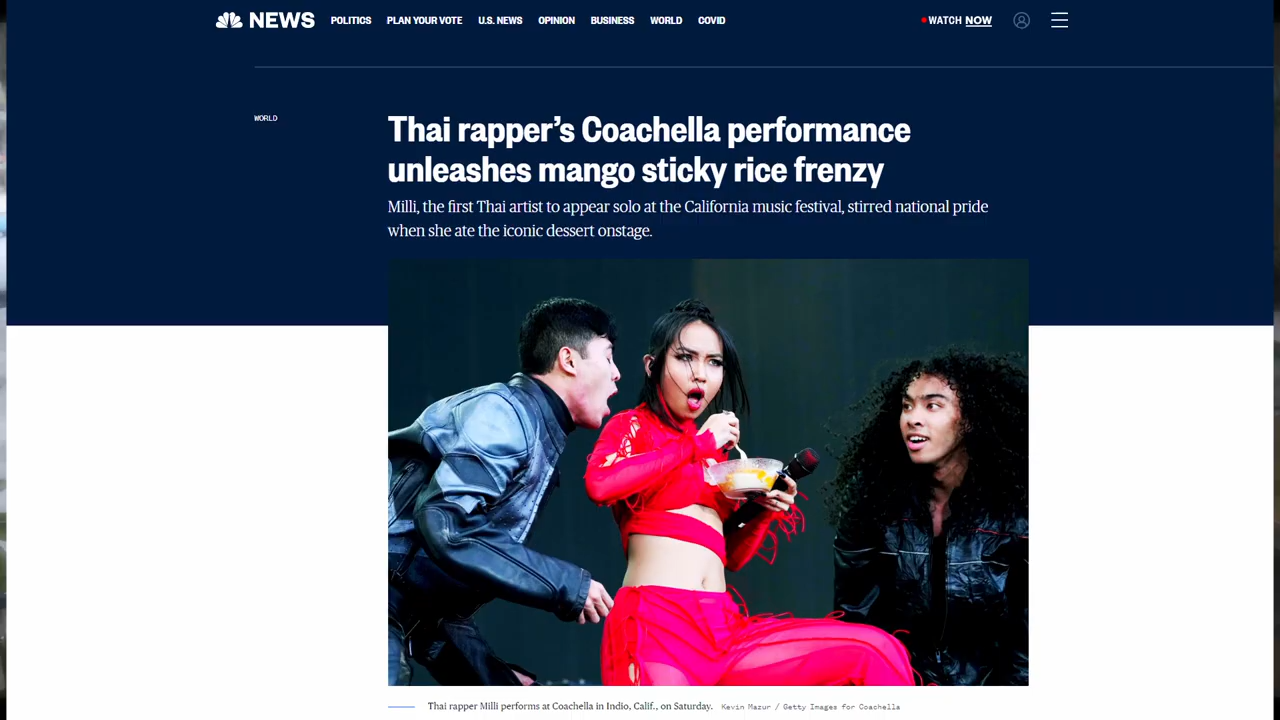 NEWS POLITICS PLAN YOUR VOTE U.S. NEWS OPINION BUSINESS WORLD COVID WATCH NOW
WORLD
Thai rapper’s Coachella performance
unleashes mango sticky rice frenzy
Milli, the first Thai artist to appear solo at the California music festival, stirred national pride
when she ate the iconic dessert onstage.
Thai rapper Milli performs at Coachella in Indio, Calif., on Saturday. Kevin Mazur / Getty Images for Coachella